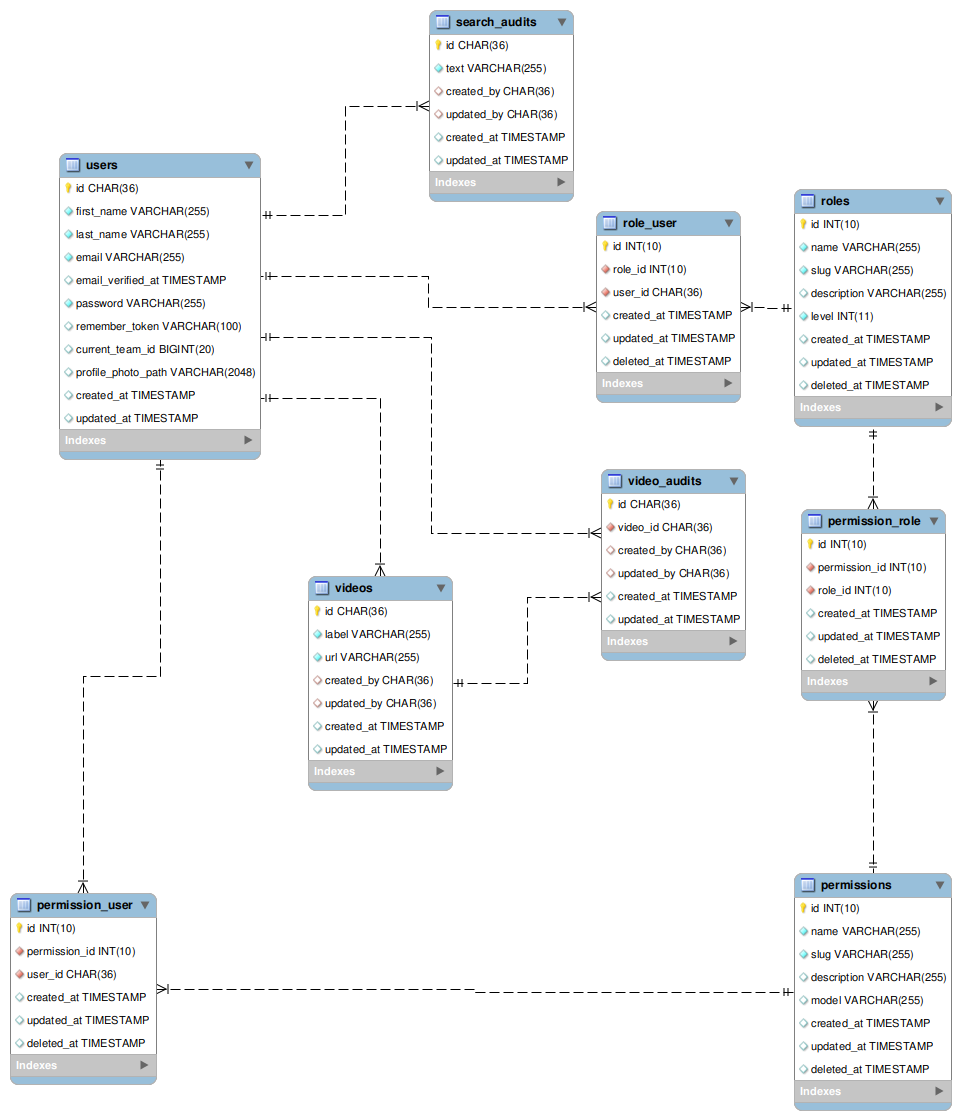 search_audits
id CHAR(36)
text VARCHAR(255)
created_by CHAR(36)
updated_by CHAR(36)
created_at TIMESTAMP
updated_at TIMESTAMP
Indexes
users
id CHAR(36)
first_name VARCHAR(255)
last_name VARCHAR(255)
email VARCHAR(255)
email_verified_at TIMESTAMP
password VARCHAR(255)
remember_token VARCHAR(100)
current_team_id BIGINT(20)
profile_photo_path VARCHAR(2048)
created_at TIMESTAMP
updated_at TIMESTAMP
Indexes
role_user
id INT(10)
role_id INT(10)
user_id CHAR(36)
created_at TIMESTAMP
updated_at TIMESTAMP
deleted_at TIMESTAMP
Indexes
roles
id INT(10)
name VARCHAR(255)
slug VARCHAR(255)
description VARCHAR(255)
level INT(11)
created_at TIMESTAMP
updated_at TIMESTAMP
deleted_at TIMESTAMP
Indexes
video_audits
id CHAR(36)
video_id CHAR(36)
created_by CHAR(36)
updated_by CHAR(36)
created_at TIMESTAMP
updated_at TIMESTAMP
Indexes
permission_role
id INT(10)
permission_id INT(10)
role_id INT(10)
created_at TIMESTAMP
updated_at TIMESTAMP
deleted_at TIMESTAMP
Indexes
videos
id CHAR(36)
label VARCHAR(255)
url VARCHAR(255)
created_by CHAR(36)
updated_by CHAR(36)
created_at TIMESTAMP
updated_at TIMESTAMP
Indexes
permission_user
id INT(10)
permission_id INT(10)
user_id CHAR(36)
created_at TIMESTAMP
updated_at TIMESTAMP
deleted_at TIMESTAMP
Indexes
permissions
id INT(10)
name VARCHAR(255)
slug VARCHAR(255)
description VARCHAR(255)
model VARCHAR(255)
created_at TIMESTAMP
updated_at TIMESTAMP
deleted_at TIMESTAMP
Indexes